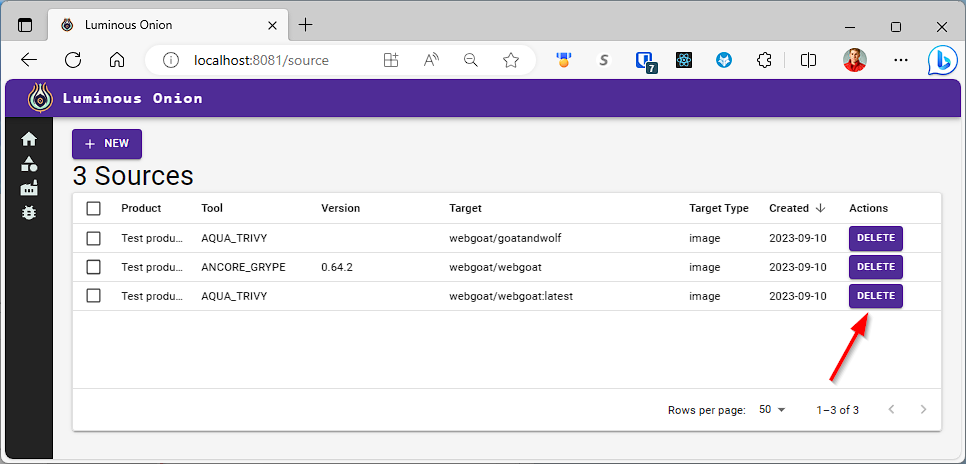 Luminous Onion
localhost:8081/source
7
Luminous Onion
+ NEW
3 Sources
Product Tool Version Target Target Type Created Actions
Test produ... AQUA_TRIVY webgoat/goatandwolf image 2023-09-10 DELETE
Test produ... ANCORE_GRYPE 0.64.2 webgoat/webgoat image 2023-09-10 DELETE
Test produ... AQUA_TRIVY webgoat/webgoat:latest image 2023-09-10 DELETE
Rows per page: 50 1–3 of 3